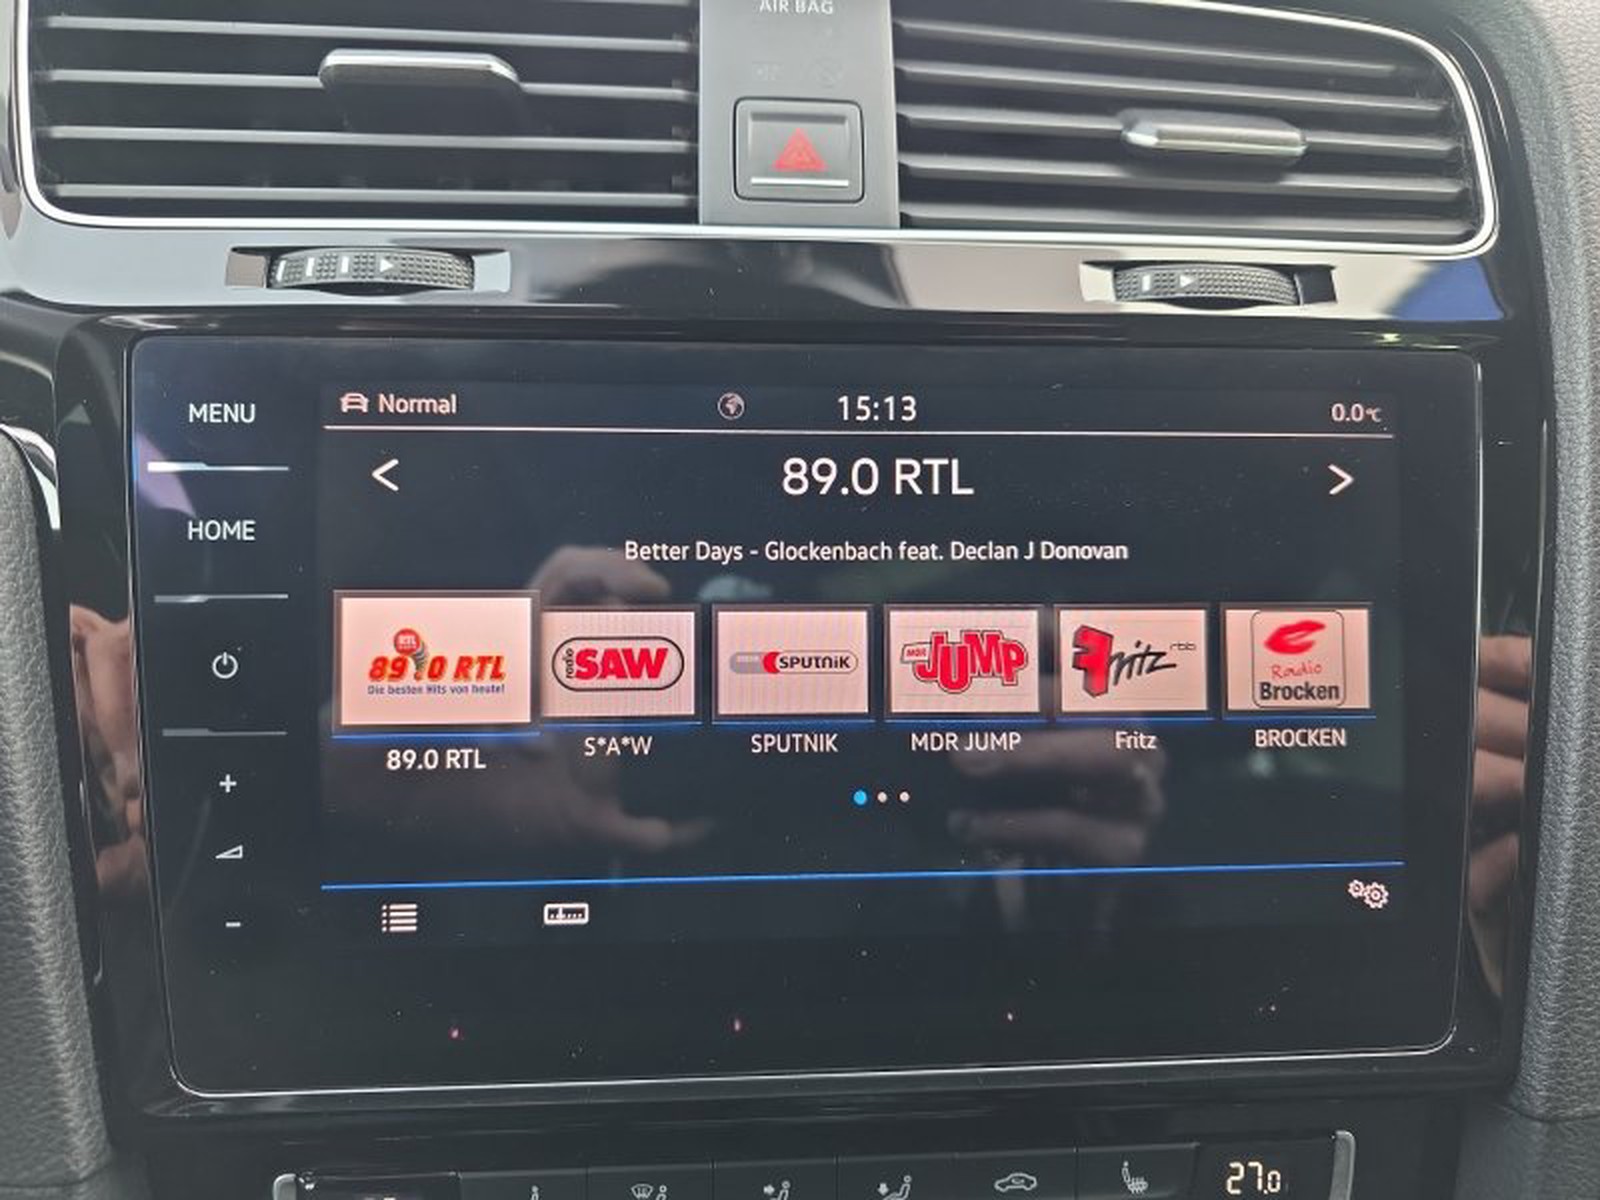 AIR BAG
MENU
Normal
15:13
0.0°C
89.0 RTL
HOME
Better Days - Glockenbach feat. Declan J Donovan
RTL
89.0 RTL
Die besten Hits von heute!
radio SAW
SPUTNIK
MDR JUMP
Fritz rbb
Radio
Brocken
89.0 RTL
S*A*W
SPUTNIK
MDR JUMP
Fritz
BROCKEN
+
-
27.0